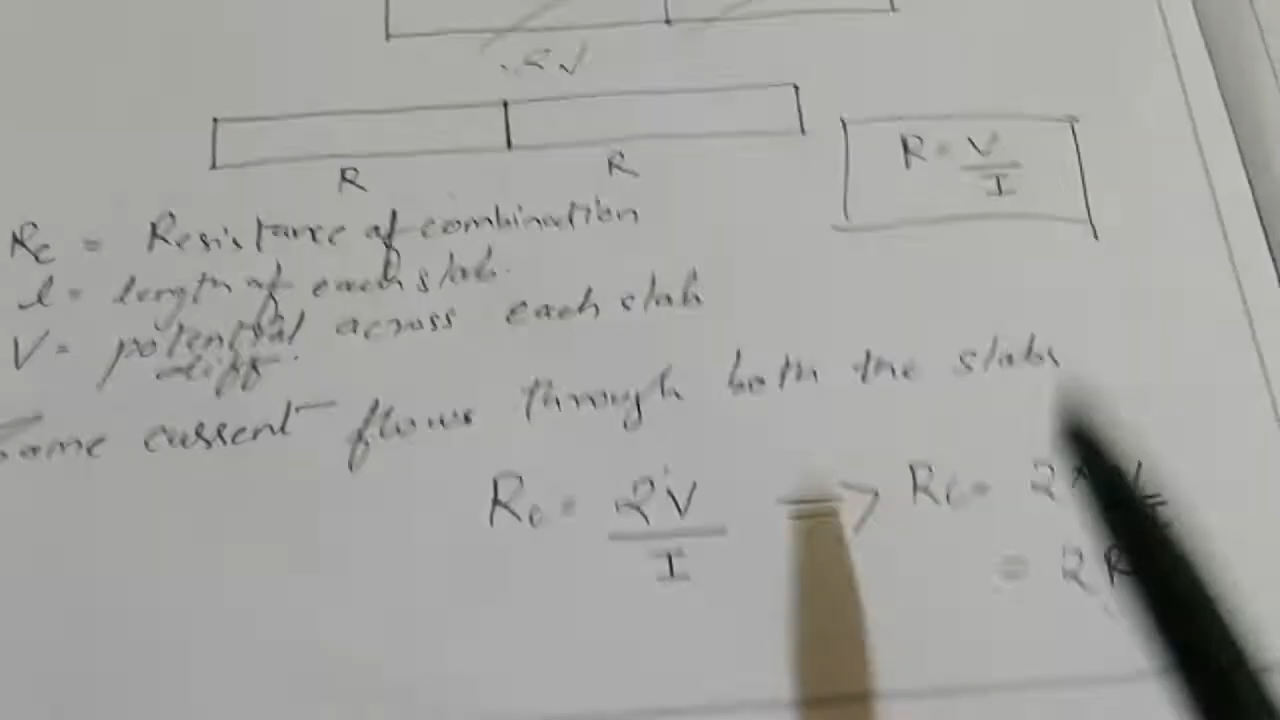 2V
R R
R = V/I
Rc = Resistance of combination
l = length of each slab.
V = potential across each slab
diff.
Same current flows through both the slabs
Rc = 2V/I => Rc =
= 2R